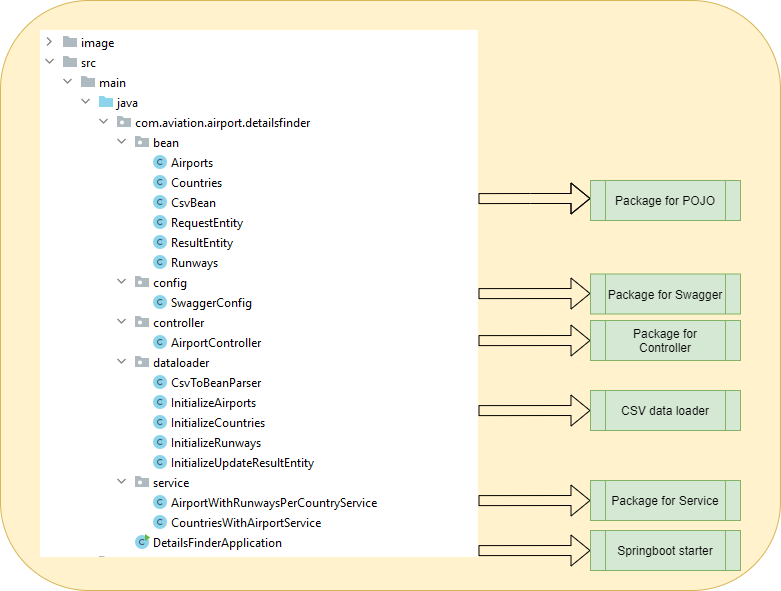 image
src
main
java
com.aviation.airport.detailsfinder
bean
C Airports
C Countries
C CsvBean
C RequestEntity
C ResultEntity
C Runways
config
C SwaggerConfig
controller
C AirportController
dataloader
C CsvToBeanParser
C InitializeAirports
C InitializeCountries
C InitializeRunways
C InitializeUpdateResultEntity
service
C AirportWithRunwaysPerCountryService
C CountriesWithAirportService
C DetailsFinderApplication
Package for POJO
Package for Swagger
Package for
Controller
CSV data loader
Package for Service
Springboot starter